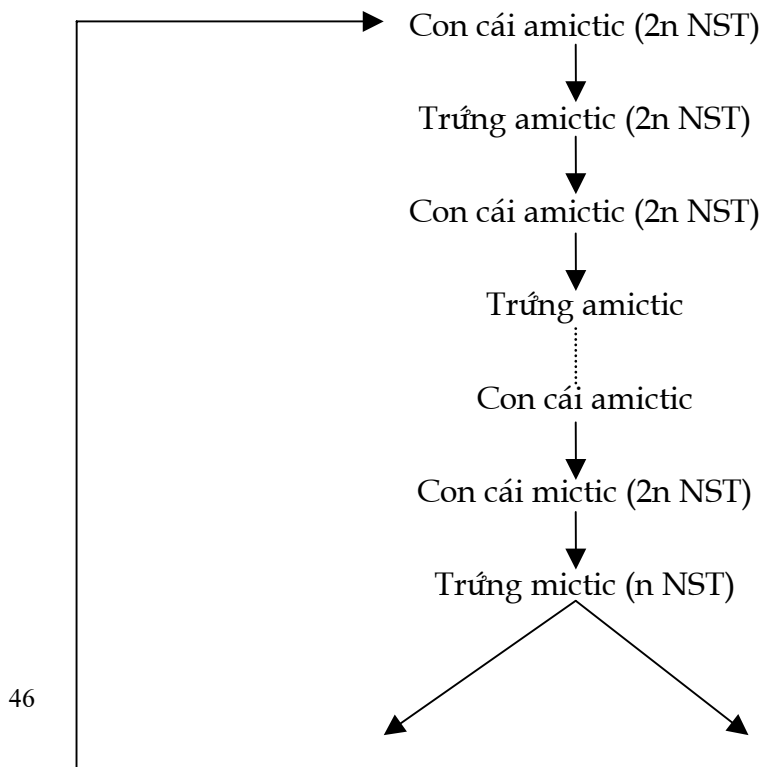 Con cái amictic (2n NST)
Trứng amictic (2n NST)
Con cái amictic (2n NST)
Trứng amictic
Con cái amictic
Con cái mictic (2n NST)
Trứng mictic (n NST)
46